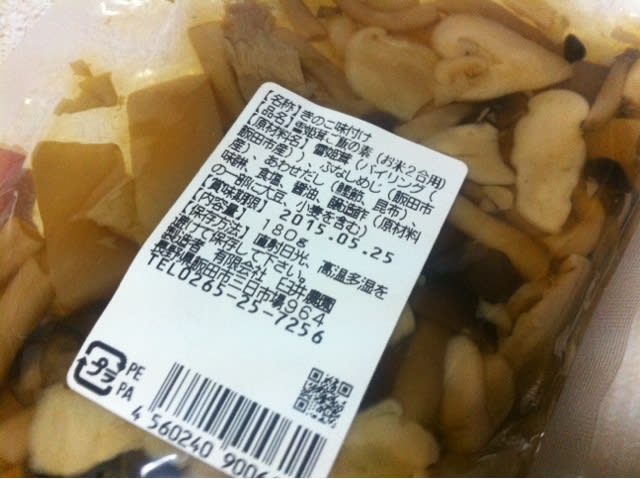 【名称】きのこ味付け
【品名】雪姫茸ご飯の素（お米２合用）
【原材料名】雪姫茸（バイリング（
飯田市産））、ぶなしめじ（飯田市
産）、あわせだし（鰹節、昆布）、
味醂、食塩、醤油、醸造酢（原材料
の一部に大豆、小麦を含む）
【賞味期限】2015.05.25
【内容量】180g
【保存方法】直射日光、高温多湿を
避けて保存して下さい。
製造者 有限会社 臼井農園
長野県飯田市三日市場964
TEL0265-25-7256
プラ
PE
PA
4 560240 9006